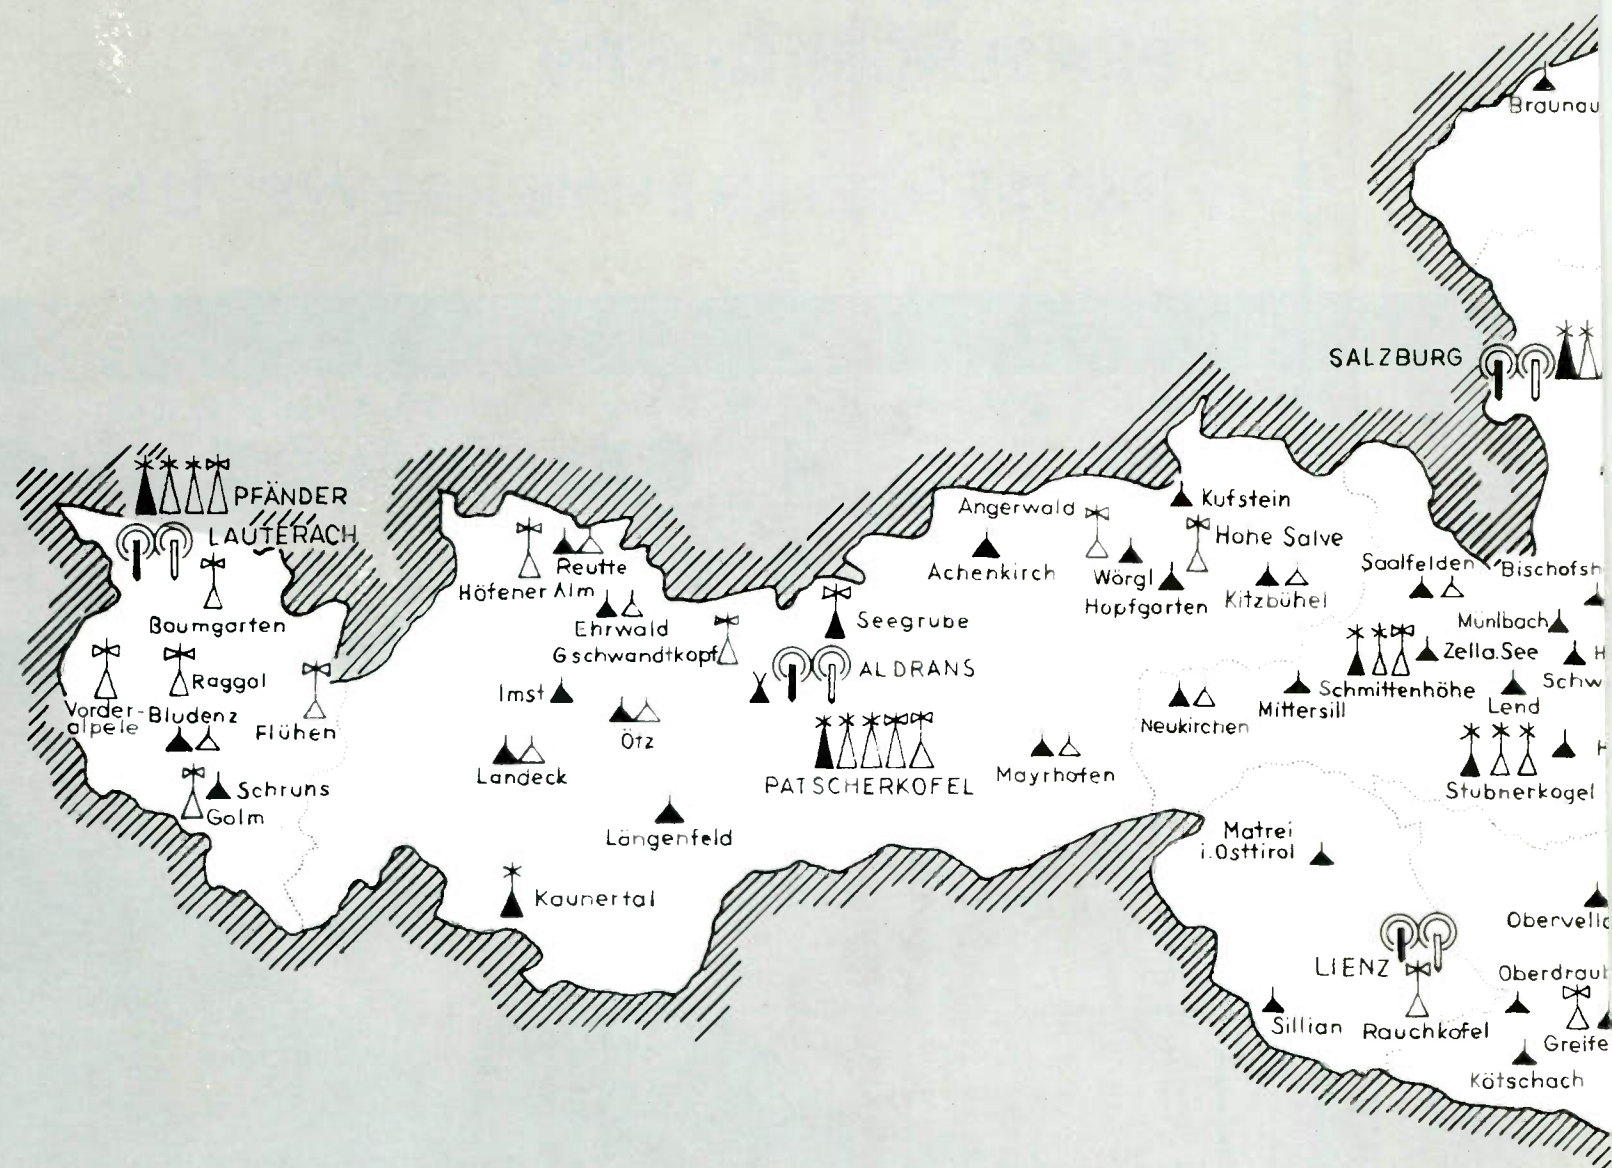 Braunau
SALZBURG
PFÄNDER
LAUTERACH
Baumgarten
Raggal
Vorder-
alpele
Bludenz
Flühen
Schruns
Golm
Reutte
Höfener Alm
Ehrwald
Gschwandtkopf
Imst
Ötz
Landeck
Längenfeld
Kaunertal
Seegrube
ALDRANS
PATSCHERKOFEL
Mayrhofen
Achenkirch
Angerwald
Kufstein
Hohe Salve
Wörgl
Hopfgarten
Kitzbühel
Saalfelden
Bischofsh
Mühlbach
Zell a. See
Schmittenhöhe
Mittersill
Neukirchen
H
Schw
Lend
H
Stubnerkogel
Matrei
i. Osttirol
Obervella
LIENZ
Oberdraub
Rauchkofel
Sillian
Greife
Kötschach